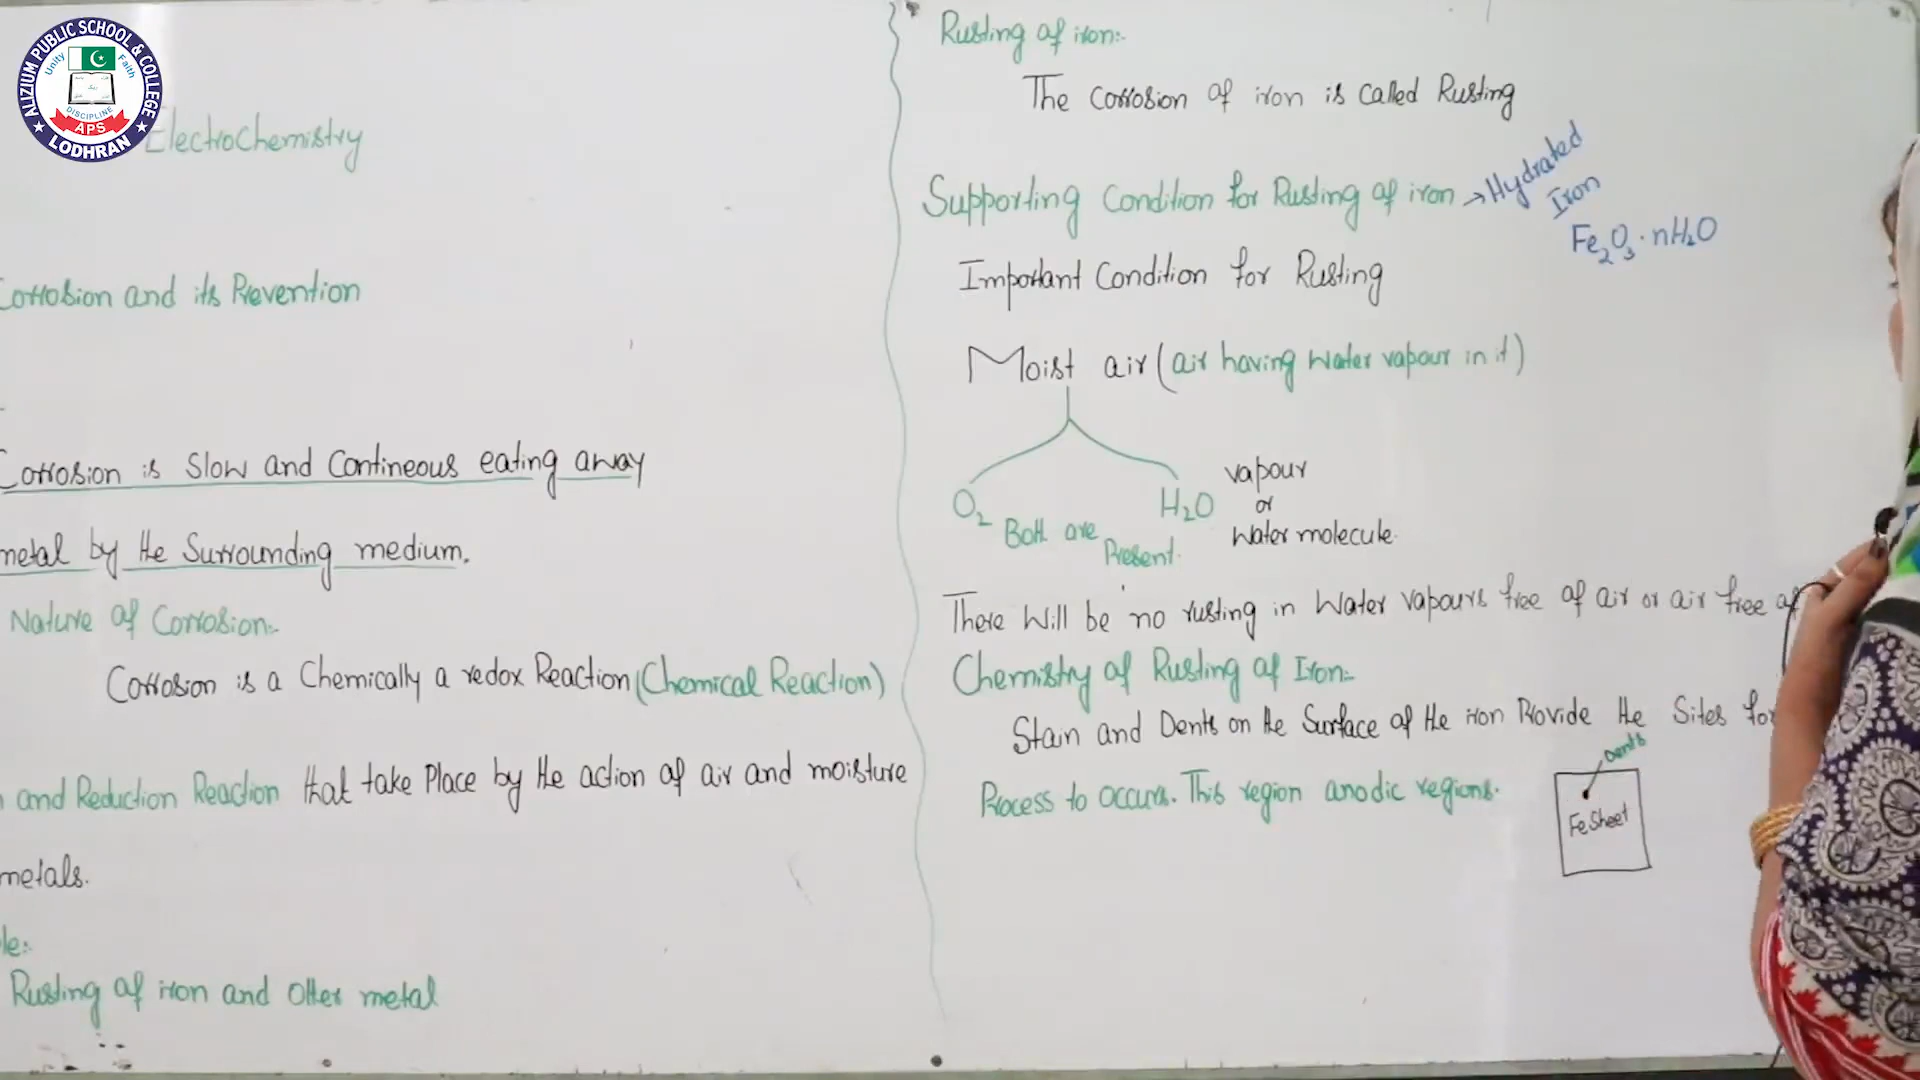 ALIZIUM PUBLIC SCHOOL & COLLEGE
Unity
Faith
DISCIPLINE
APS
LODHRAN
ElectroChemistry
Corrosion and its Prevention
Corrosion is Slow and Contineous eating away
metal by the Surrounding medium.
Nature of Corrosion:-
Corrosion is a Chemically a redox Reaction (Chemical Reaction)
and Reduction Reaction that take Place by the action of air and moisture
metals.
le:-
Rusting of iron and other metal
Rusting of iron:-
The Corrosion of iron is called Rusting
Supporting Condition for Rusting of iron → Hydrated
Iron
Fe2O3·nH2O
Important Condition for Rusting
Moist air (air having water vapour in it)
O2
H2O
vapour
or
Water molecule.
Both are
Present.
There Will be no rusting in Water vapours free of air or air free of
Chemistry of Rusting of Iron:-
Stain and Dents on the Surface of the iron Provide the Sites for
Process to occurs. This region anodic regions.
Dents
Fe Sheet